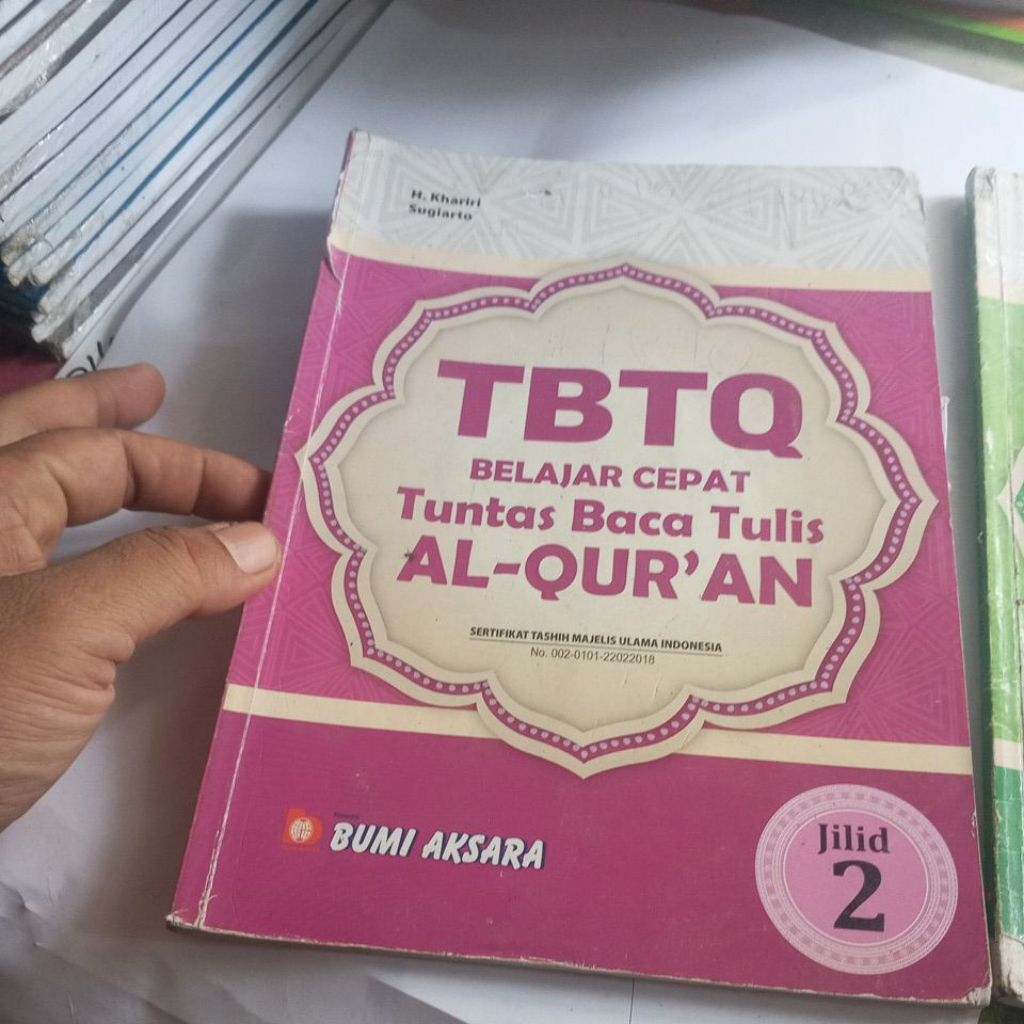 H. Khariri
Sugiarto
TBTQ
BELAJAR CEPAT
Tuntas Baca Tulis
AL-QUR'AN
SERTIFIKAT TASHIH MAJELIS ULAMA INDONESIA
No. 002-0101-22022018
BUMI AKSARA
Jilid
2